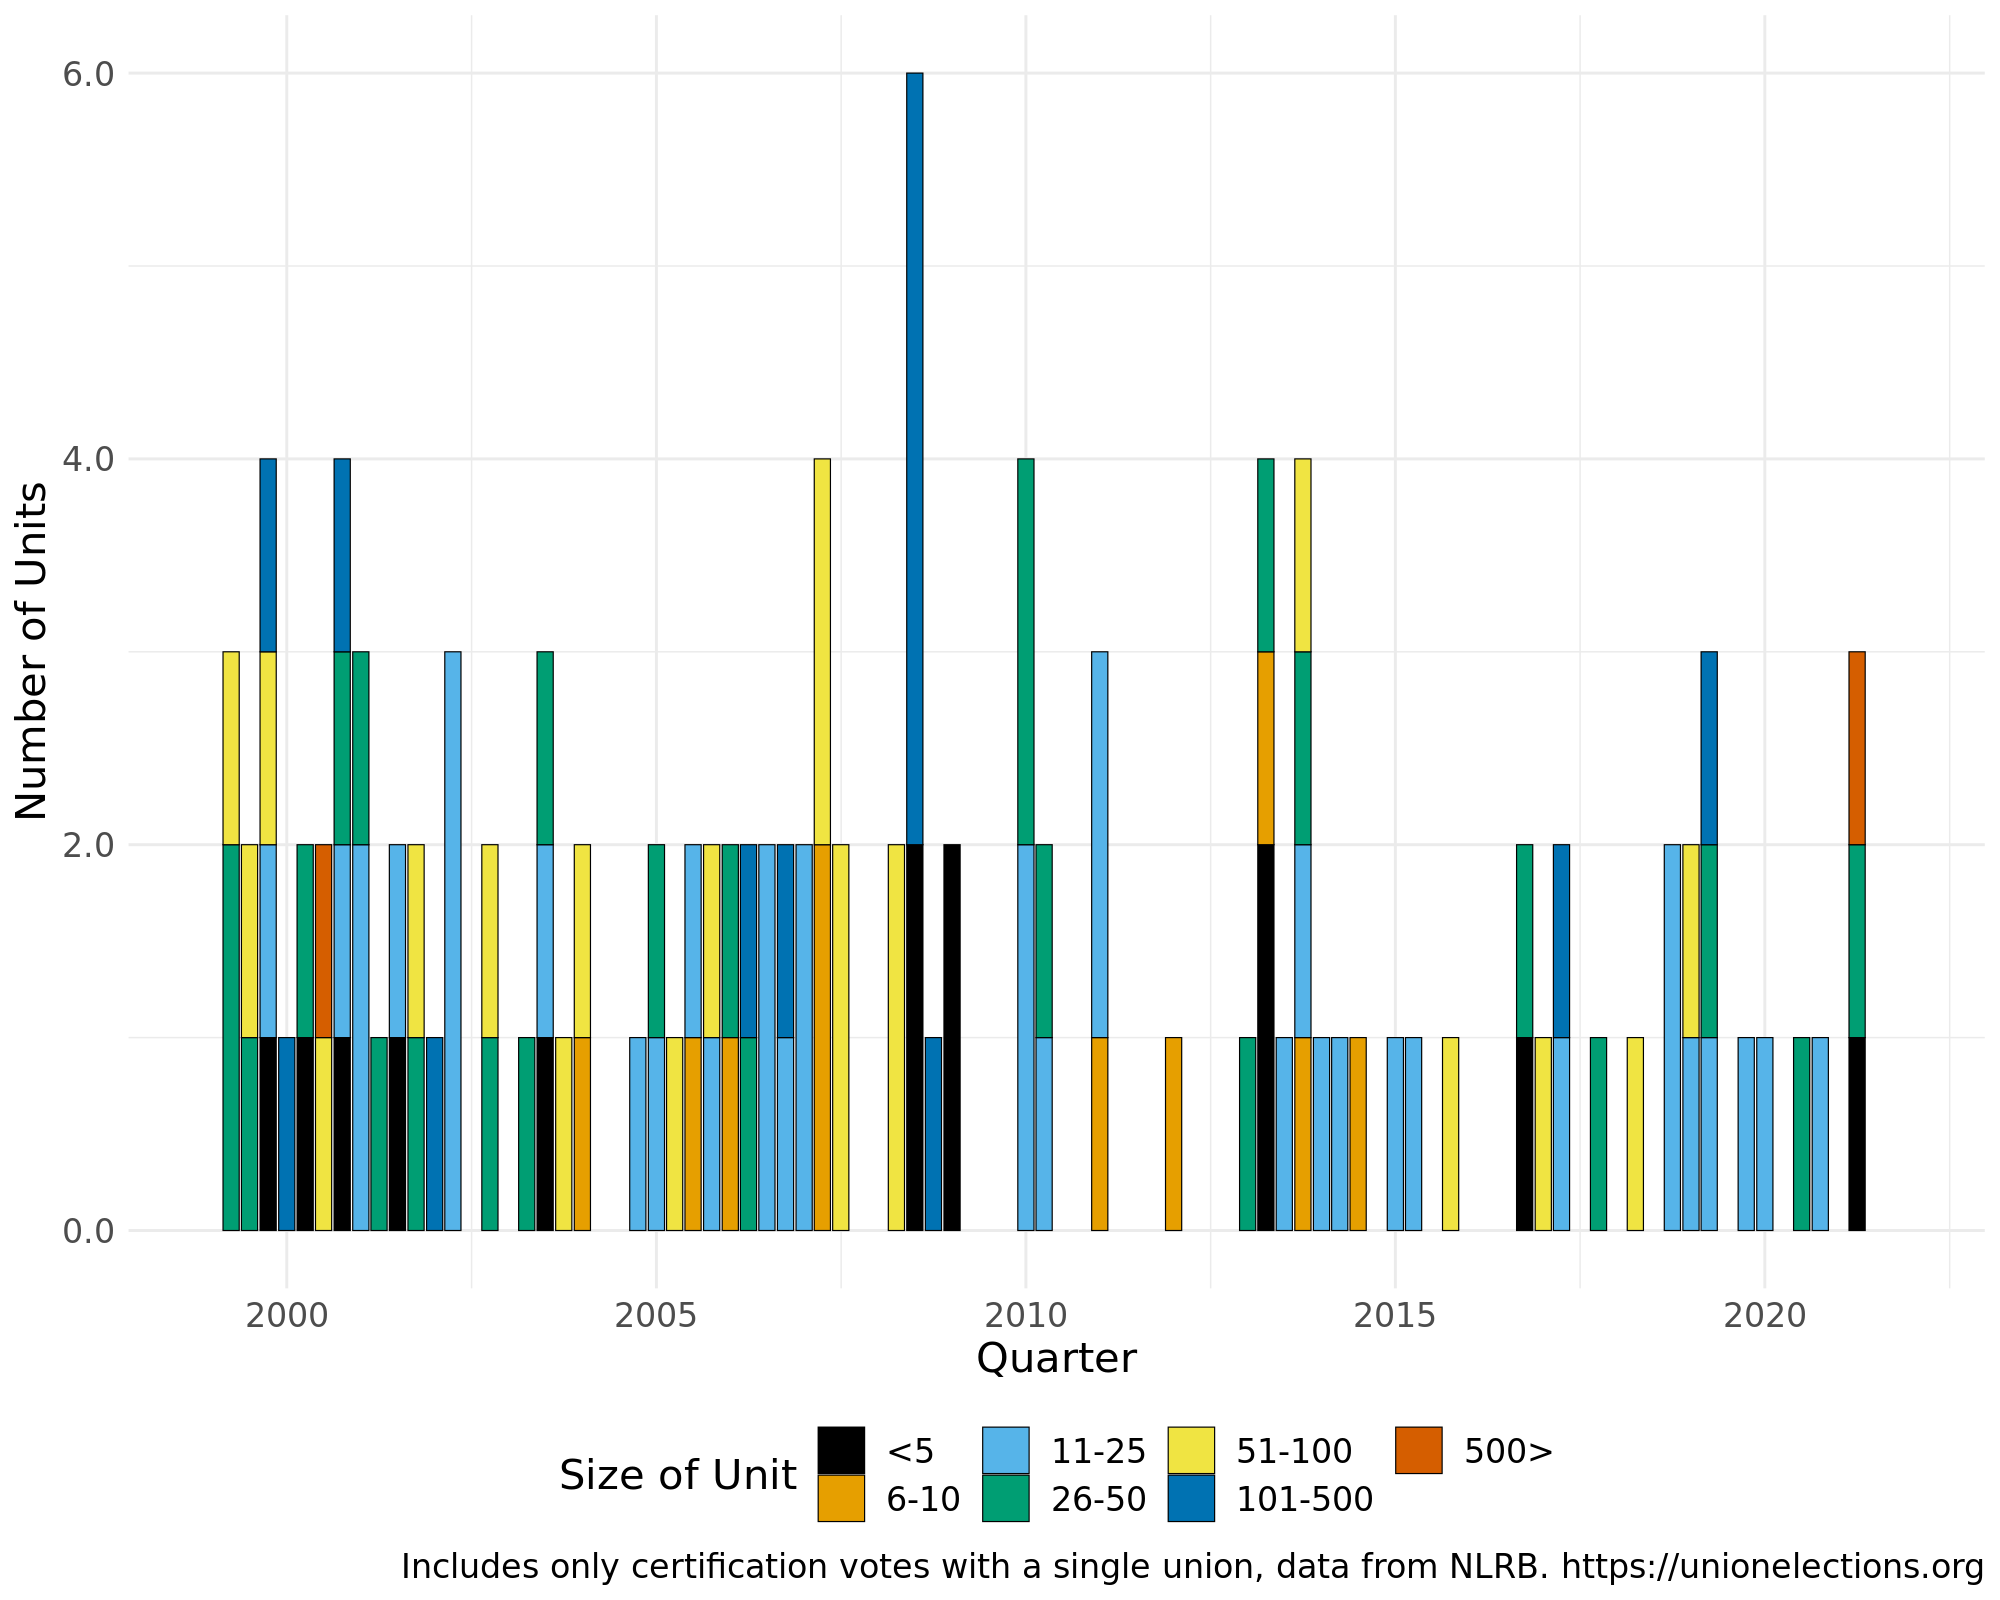 6.0
4.0
2.0
0.0
Number of Units
2000 2005 2010 2015 2020
Quarter
Size of Unit
<5 11-25 51-100 500>
6-10 26-50 101-500
Includes only certification votes with a single union, data from NLRB. https://unionelections.org